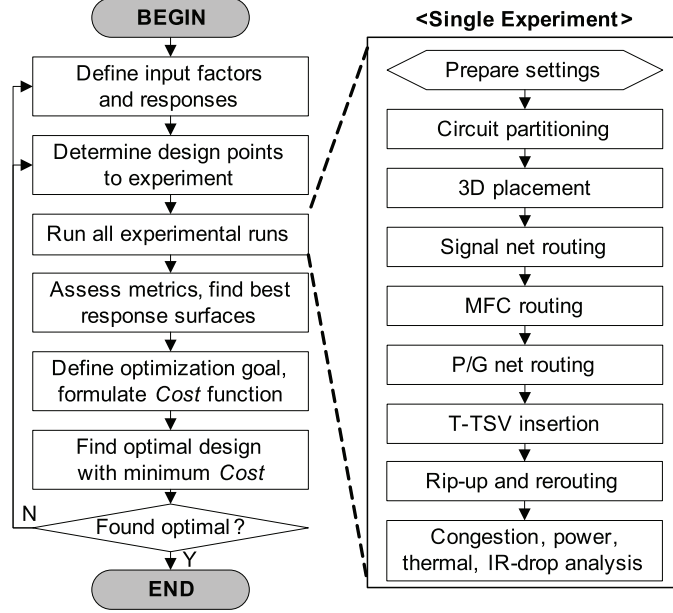 BEGIN
Define input factors
and responses
Determine design points
to experiment
Run all experimental runs
Assess metrics, find best
response surfaces
Define optimization goal,
formulate Cost function
Find optimal design
with minimum Cost
N
Found optimal?
Y
END
<Single Experiment>
Prepare settings
Circuit partitioning
3D placement
Signal net routing
MFC routing
P/G net routing
T-TSV insertion
Rip-up and rerouting
Congestion, power,
thermal, IR-drop analysis